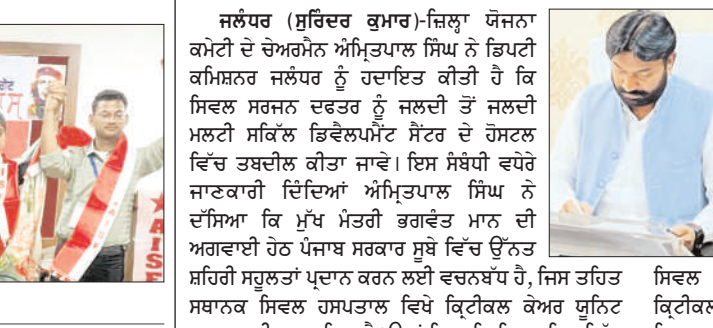 ਜਲੰਧਰ (ਸੁਰਿੰਦਰ ਕੁਮਾਰ)-ਜ਼ਿਲ੍ਹਾ ਯੋਜਨਾ
ਕਮੇਟੀ ਦੇ ਚੇਅਰਮੈਨ ਅੰਮ੍ਰਿਤਪਾਲ ਸਿੰਘ ਨੇ ਡਿਪਟੀ
ਕਮਿਸ਼ਨਰ ਜਲੰਧਰ ਨੂੰ ਹਦਾਇਤ ਕੀਤੀ ਹੈ ਕਿ
ਸਿਵਲ ਸਰਜਨ ਦਫਤਰ ਨੂੰ ਜਲਦੀ ਤੋਂ ਜਲਦੀ
ਮਲਟੀ ਸਕਿੱਲ ਡਿਵੈਲਪਮੈਂਟ ਸੈਂਟਰ ਦੇ ਹੋਸਟਲ
ਵਿੱਚ ਤਬਦੀਲ ਕੀਤਾ ਜਾਵੇ। ਇਸ ਸੰਬੰਧੀ ਵਧੇਰੇ
ਜਾਣਕਾਰੀ ਦਿੰਦਿਆਂ ਅੰਮ੍ਰਿਤਪਾਲ ਸਿੰਘ ਨੇ
ਦੱਸਿਆ ਕਿ ਮੁੱਖ ਮੰਤਰੀ ਭਗਵੰਤ ਮਾਨ ਦੀ
ਅਗਵਾਈ ਹੇਠ ਪੰਜਾਬ ਸਰਕਾਰ ਸੂਬੇ ਵਿੱਚ ਉੱਨਤ
ਸ਼ਹਿਰੀ ਸਹੂਲਤਾਂ ਪ੍ਰਦਾਨ ਕਰਨ ਲਈ ਵਚਨਬੱਧ ਹੈ, ਜਿਸ ਤਹਿਤ
ਸਥਾਨਕ ਸਿਵਲ ਹਸਪਤਾਲ ਵਿਖੇ ਕ੍ਰਿਟੀਕਲ ਕੇਅਰ ਯੂਨਿਟ
ਸਿਵਲ
ਕ੍ਰਿਟੀਕਲ